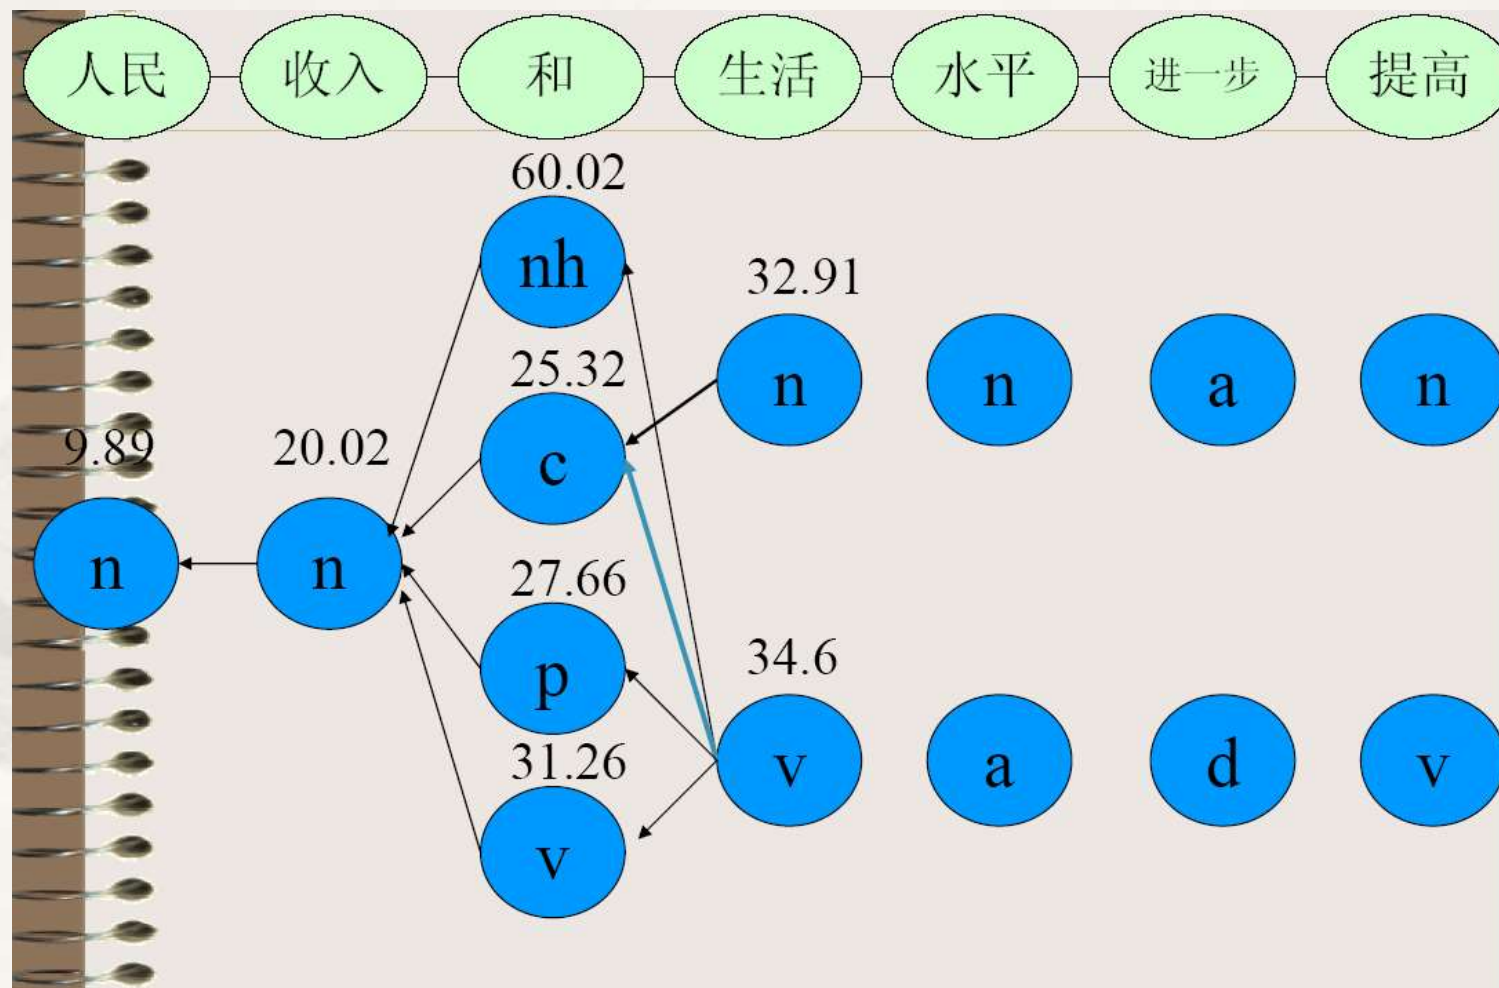 人民 收入 和 生活 水平 进一步 提高
60.02
nh
32.91
25.32
n n a n
9.89 20.02
c
n n
27.66
p
34.6
31.26
v a d v
v